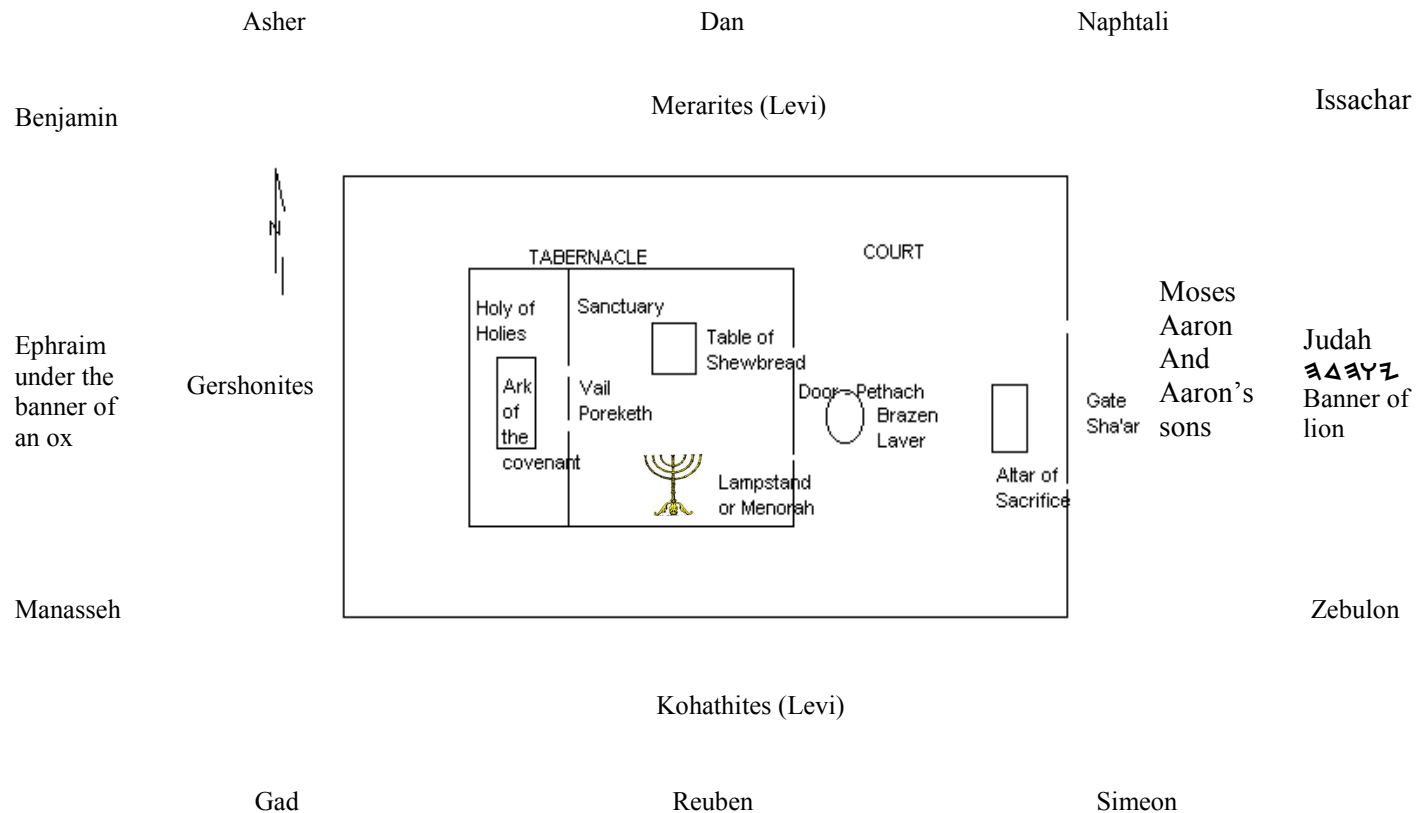 Asher Dan Naphtali
Benjamin Merarites (Levi) Issachar
N
TABERNACLE COURT
Holy of
Holies
Sanctuary
Table of
Shewbread
Ark
of
the
covenant
Vail
Poreketh
Door - Pethach
Brazen
Laver
Lampstand
or Menorah
Altar of
Sacrifice
Gate
Sha'ar
Moses
Aaron
And
Aaron’s
sons
Judah
𐤉𐤅𐤄𐤃𐤄
Banner of
lion
Ephraim
under the
banner of
an ox
Gershonites
Manasseh Zebulon
Kohathites (Levi)
Gad Reuben Simeon